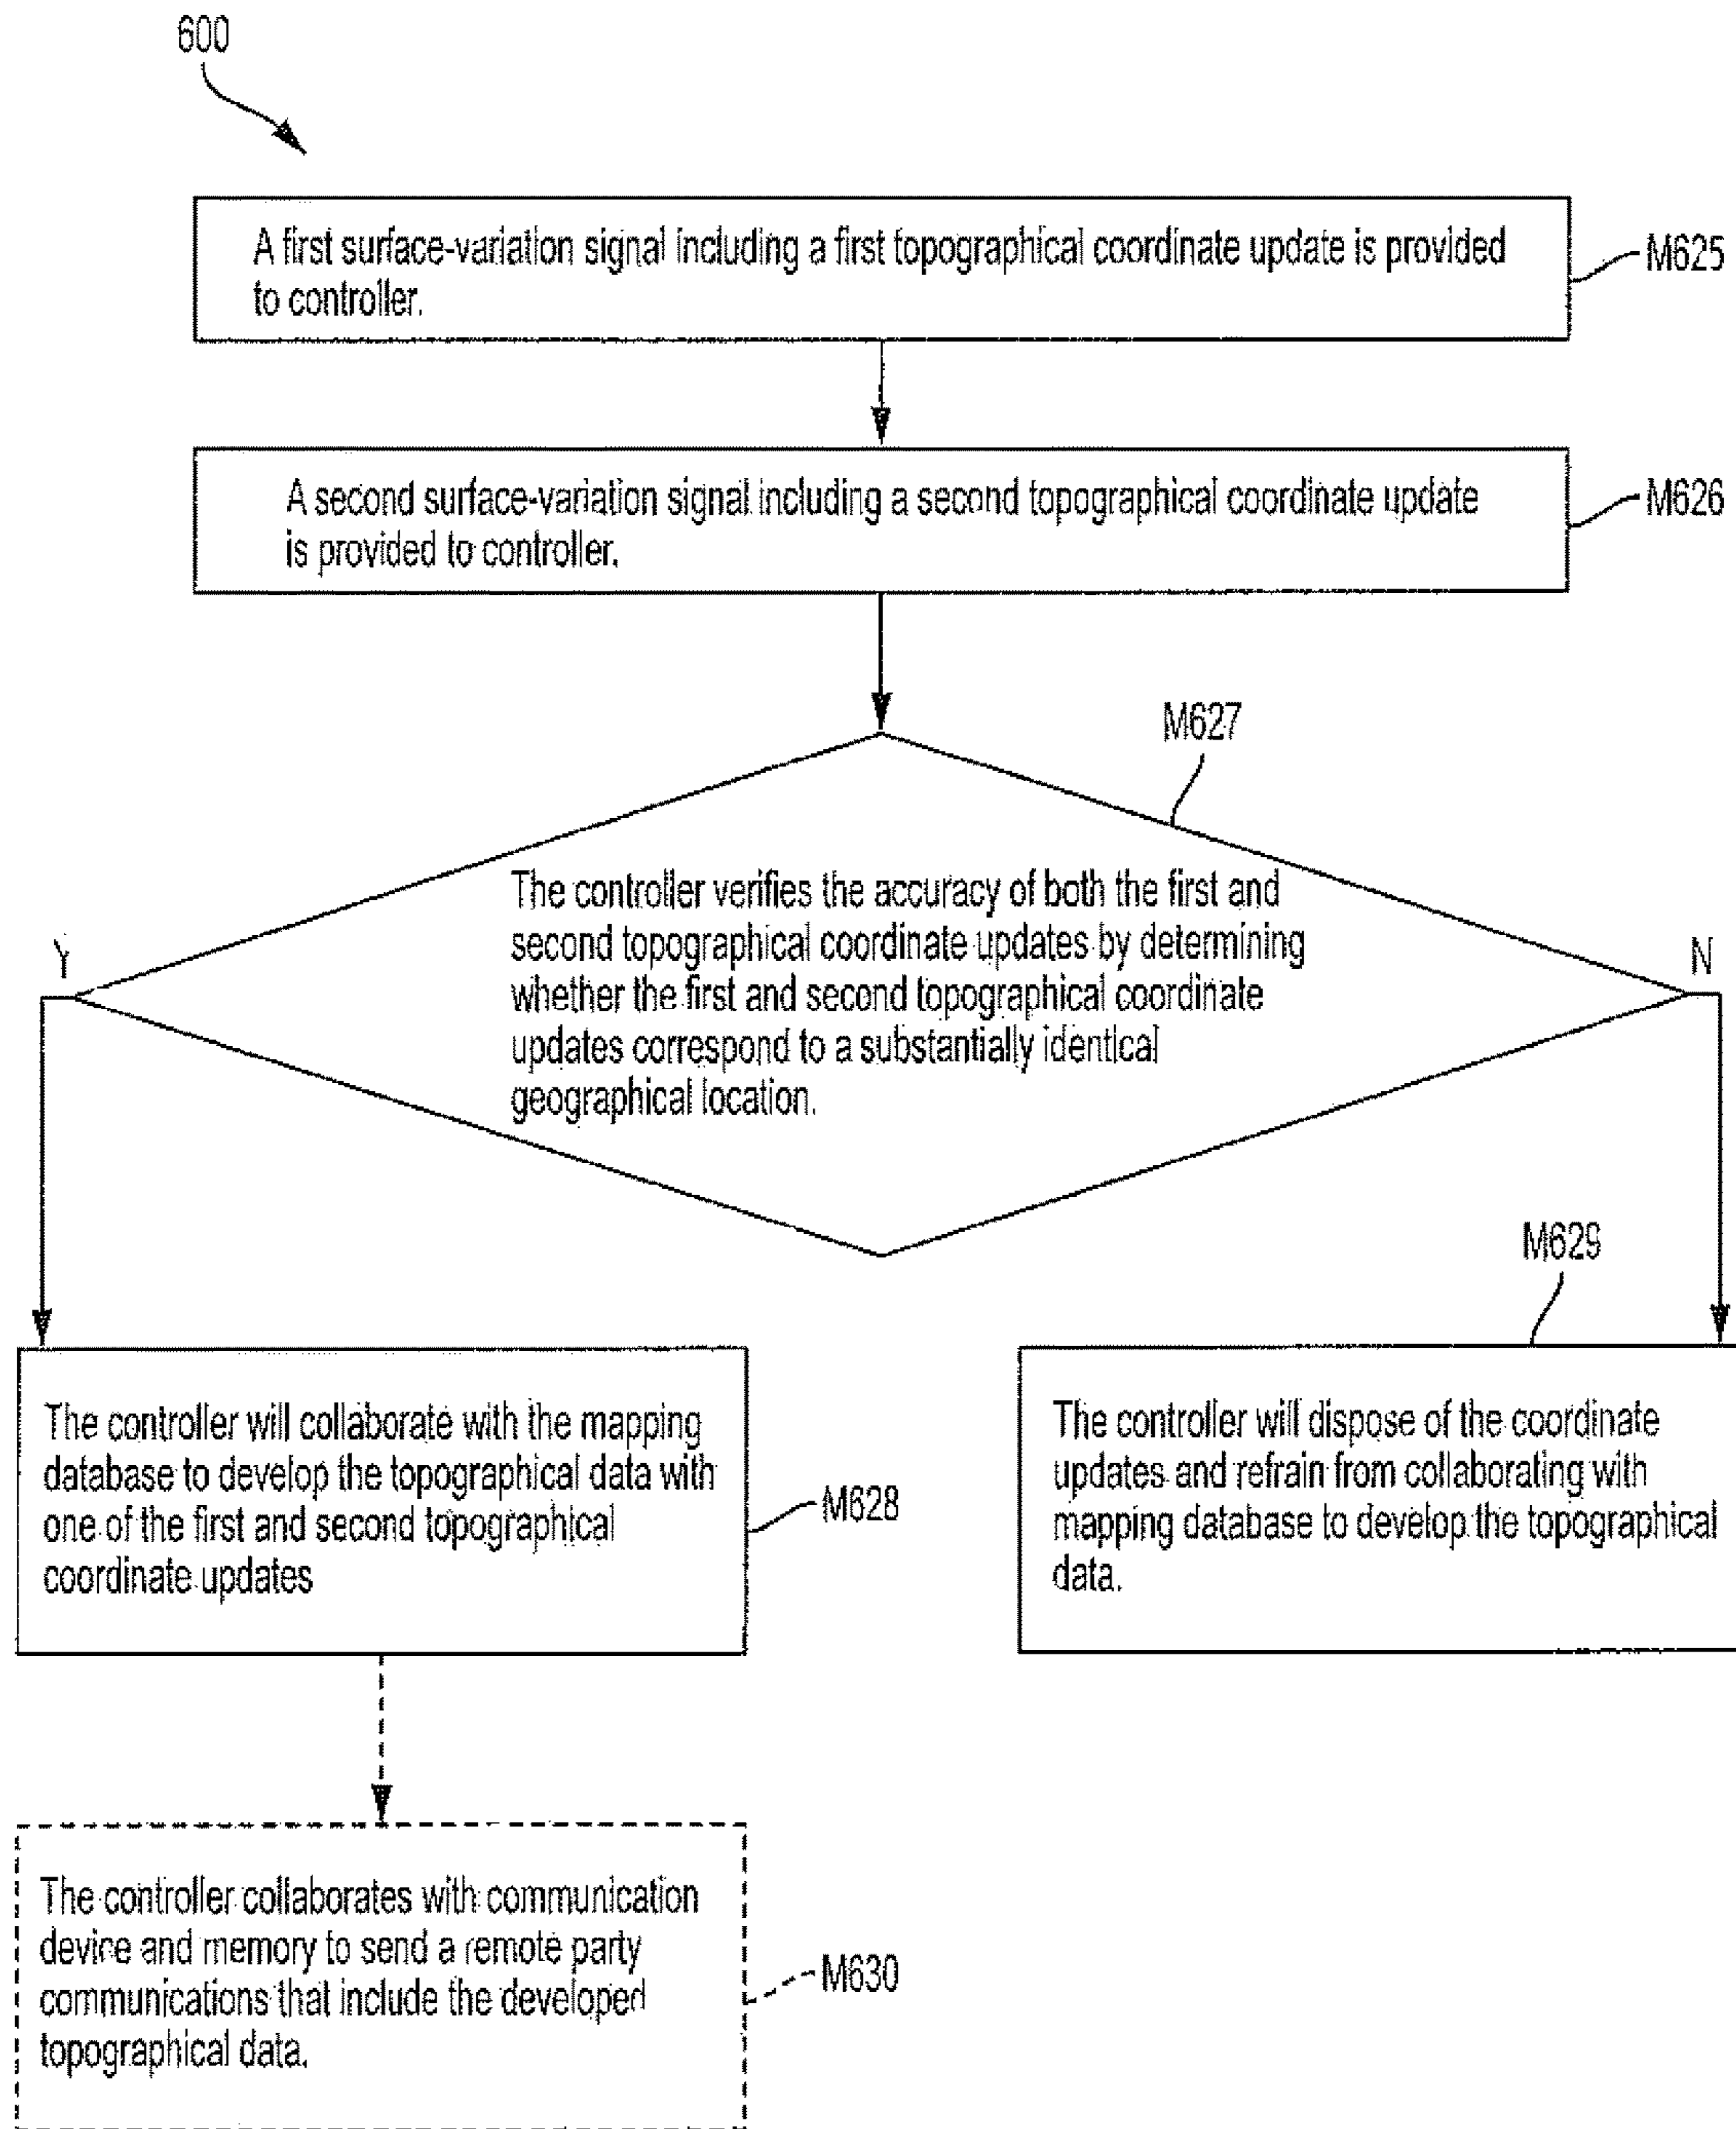 600
A first surface-variation signal including a first topographical coordinate update is provided
to controller.
M625
A second surface-variation signal including a second topographical coordinate update
is provided to controller.
M626
M627
The controller verifies the accuracy of both the first and
second topographical coordinate updates by determining
whether the first and second topographical coordinate
updates correspond to a substantially identical
geographical location.
Y
N
The controller will collaborate with the mapping
database to develop the topographical data with
one of the first and second topographical
coordinate updates
M628
M629
The controller will dispose of the coordinate
updates and refrain from collaborating with
mapping database to develop the topographical
data.
The controller collaborates with communication
device and memory to send a remote party
communications that include the developed
topographical data.
M630